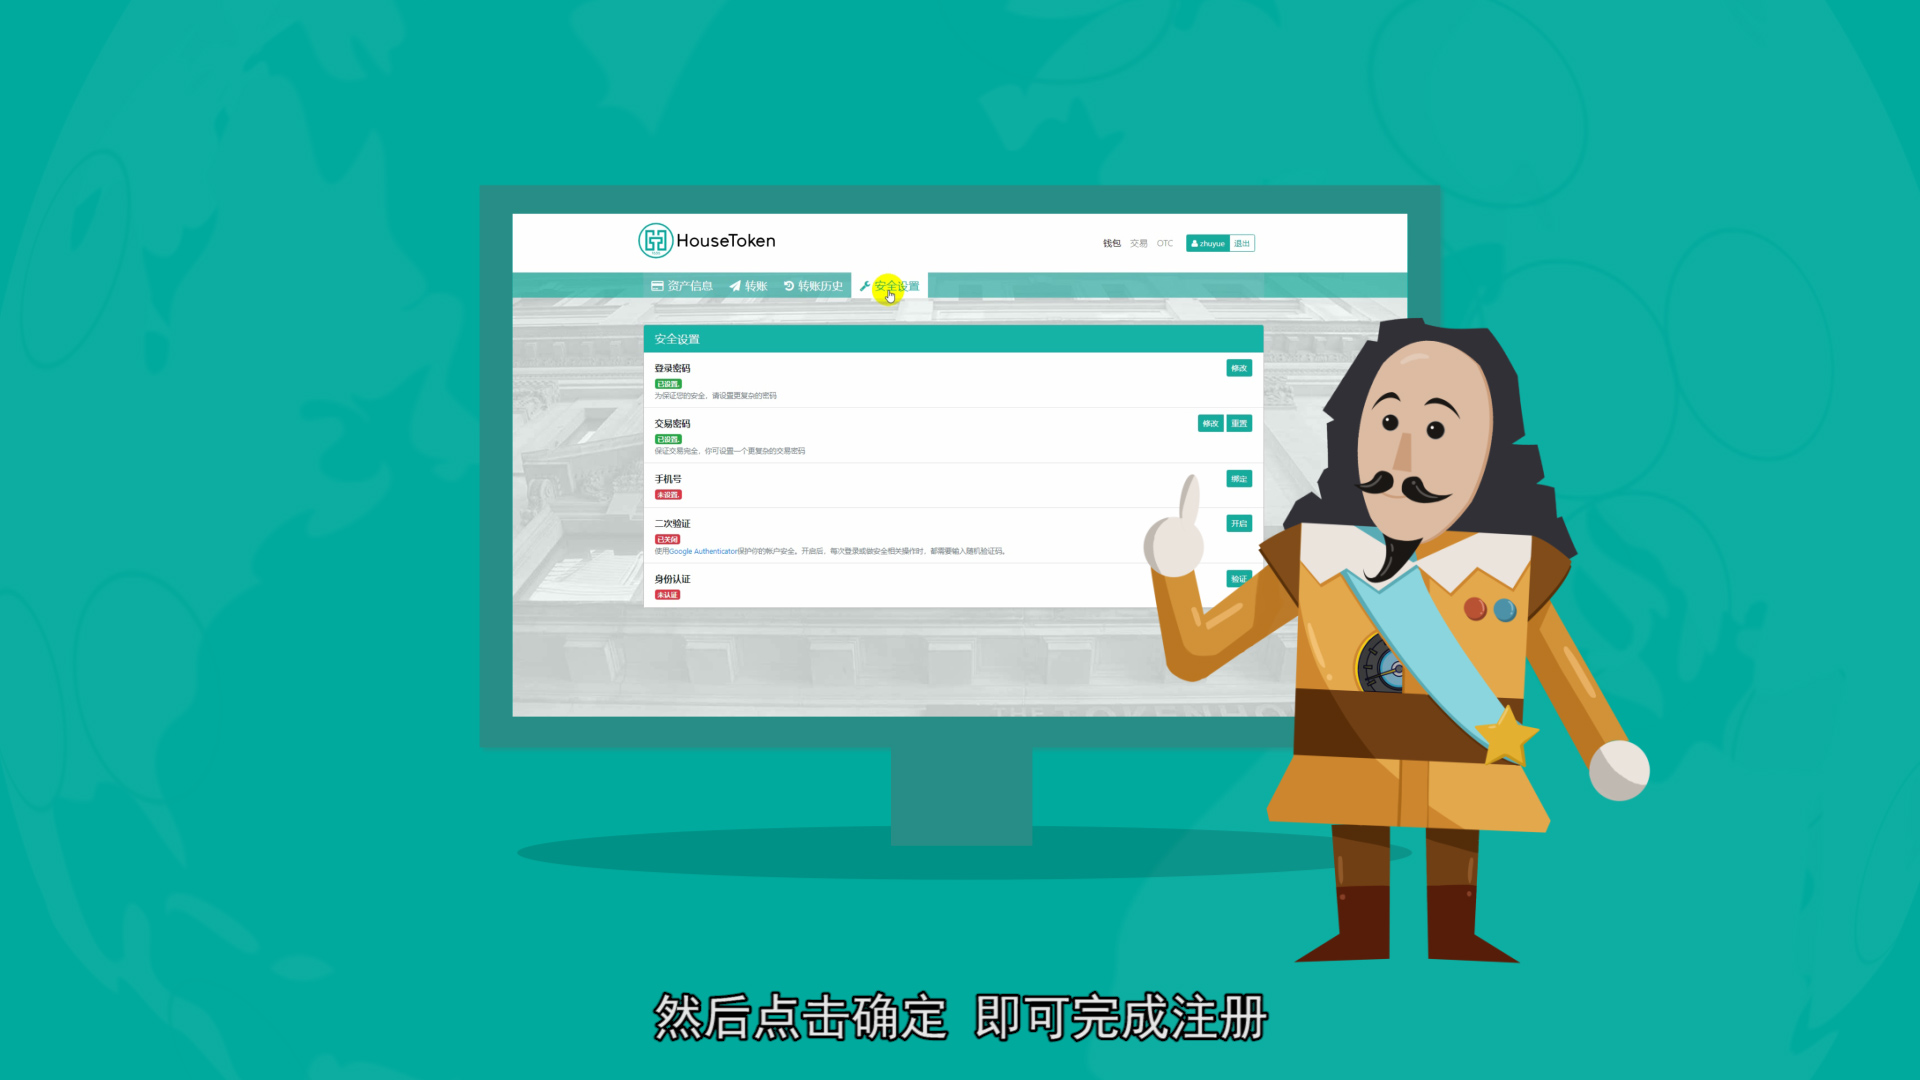 HouseToken
钱包 交易 OTC zhuyue 退出
资产信息 转账 转账历史 安全设置
安全设置
登录密码 修改
已设置.
为保证您的安全，请设置更复杂的密码
交易密码 修改 重置
已设置.
保证交易完全，你可设置一个更复杂的交易密码
手机号 绑定
未设置.
二次验证 开启
已关闭
使用Google Authenticator保护你的帐户安全。开启后，每次登录或做安全相关操作时，都需要输入随机验证码。
身份认证 验证
未认证
THE TOKENHO
然后点击确定 即可完成注册